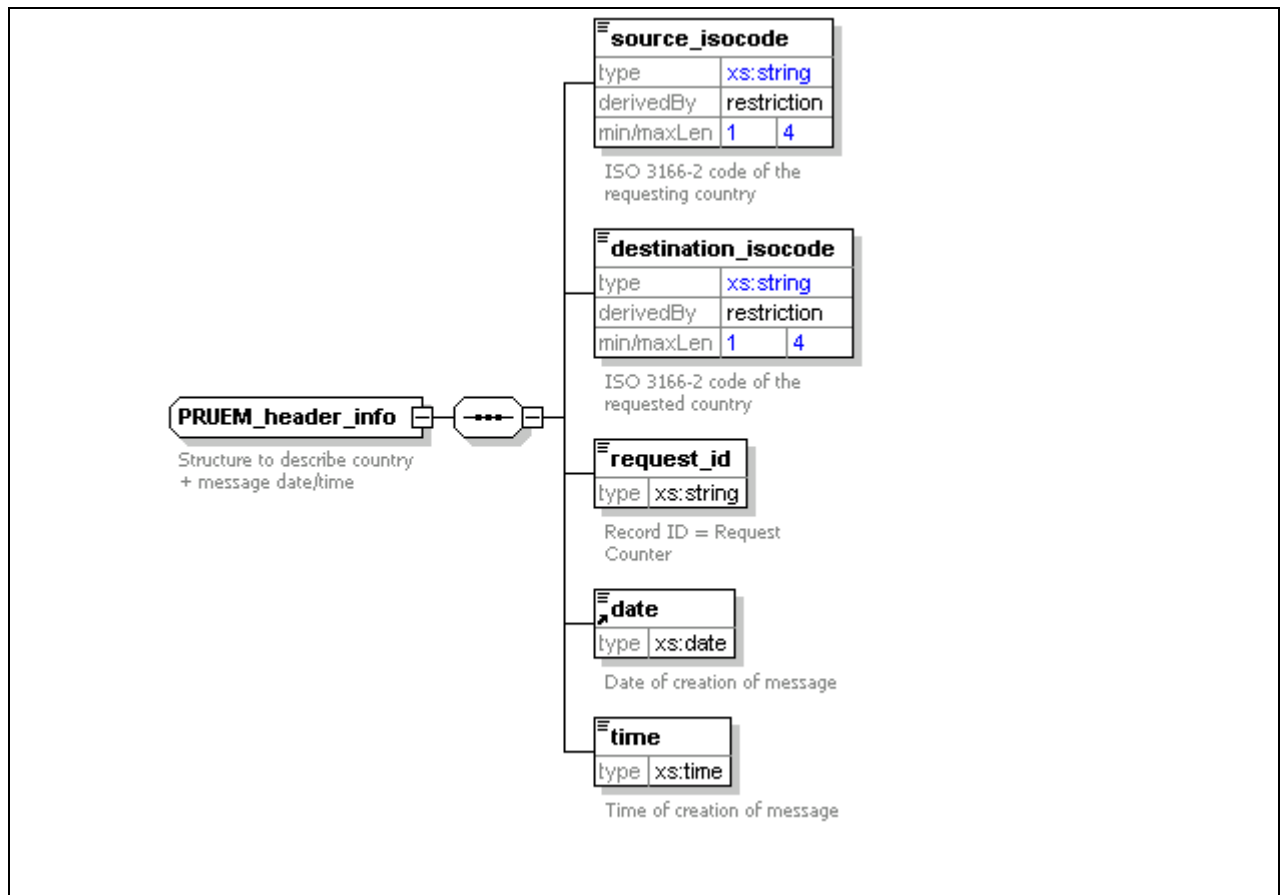 source_isocode
type xs:string
derivedBy restriction
min/maxLen 1 4
ISO 3166-2 code of the
requesting country
destination_isocode
type xs:string
derivedBy restriction
min/maxLen 1 4
ISO 3166-2 code of the
requested country
PRUEM_header_info
Structure to describe country
+ message date/time
request_id
type xs:string
Record ID = Request
Counter
date
type xs:date
Date of creation of message
time
type xs:time
Time of creation of message